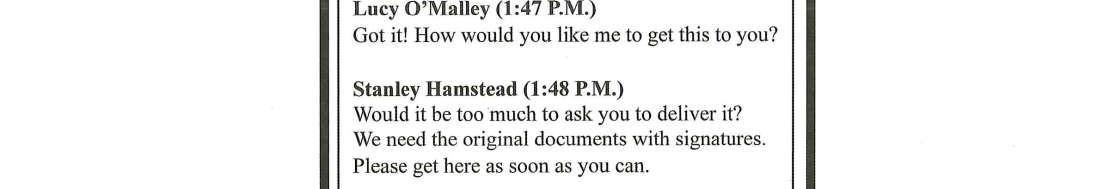 Lucy O’Malley (1:47 P.M.)
Got it! How would you like me to get this to you?
Stanley Hamstead (1:48 P.M.)
Would it be too much to ask you to deliver it?
We need the original documents with signatures.
Please get here as soon as you can.